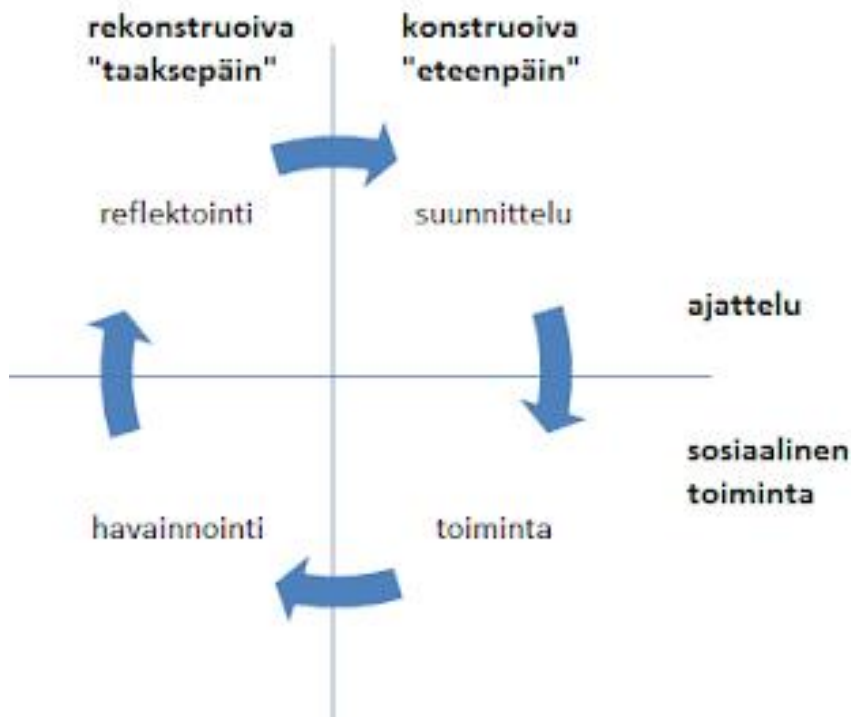 rekonstruoiva
"taaksepäin"
konstruoiva
"eteenpäin"
reflektointi
suunnittelu
ajattelu
sosiaalinen
toiminta
havainnointi
toiminta